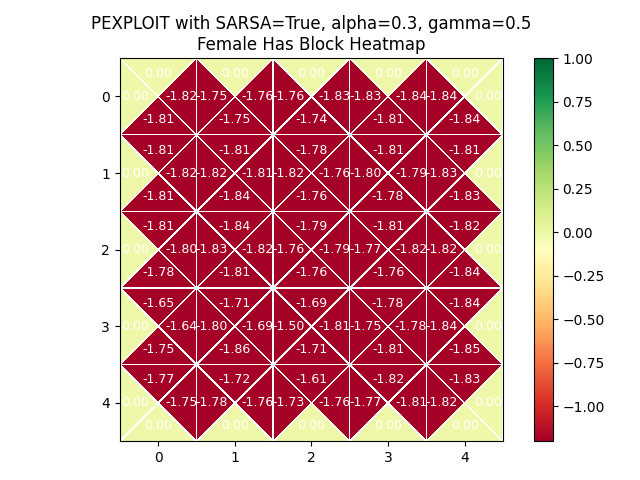 PEXPLOIT with SARSA=True, alpha=0.3, gamma=0.5
Female Has Block Heatmap
0.00 0.00 0.00 0.00 0.00
0 0.00 -1.82 -1.75 -1.76 -1.76 -1.83 -1.83 -1.84 -1.84 0.00
-1.81 -1.75 -1.74 -1.81 -1.84
-1.81 -1.81 -1.78 -1.81 -1.81
1 0.00 -1.82 -1.82 -1.81 -1.82 -1.76 -1.80 -1.79 -1.83 0.00
-1.81 -1.84 -1.76 -1.78 -1.83
-1.81 -1.84 -1.79 -1.81 -1.82
2 0.00 -1.80 -1.83 -1.82 -1.76 -1.79 -1.77 -1.82 -1.82 0.00
-1.78 -1.81 -1.76 -1.76 -1.84
-1.65 -1.71 -1.69 -1.78 -1.84
3 0.00 -1.64 -1.80 -1.69 -1.50 -1.81 -1.75 -1.78 -1.84 0.00
-1.75 -1.86 -1.71 -1.81 -1.85
-1.77 -1.72 -1.61 -1.82 -1.83
4 0.00 -1.75 -1.78 -1.76 -1.73 -1.76 -1.77 -1.81 -1.82 0.00
0.00 0.00 0.00 0.00 0.00
0 1 2 3 4
1.00
0.75
0.50
0.25
0.00
−0.25
−0.50
−0.75
−1.00